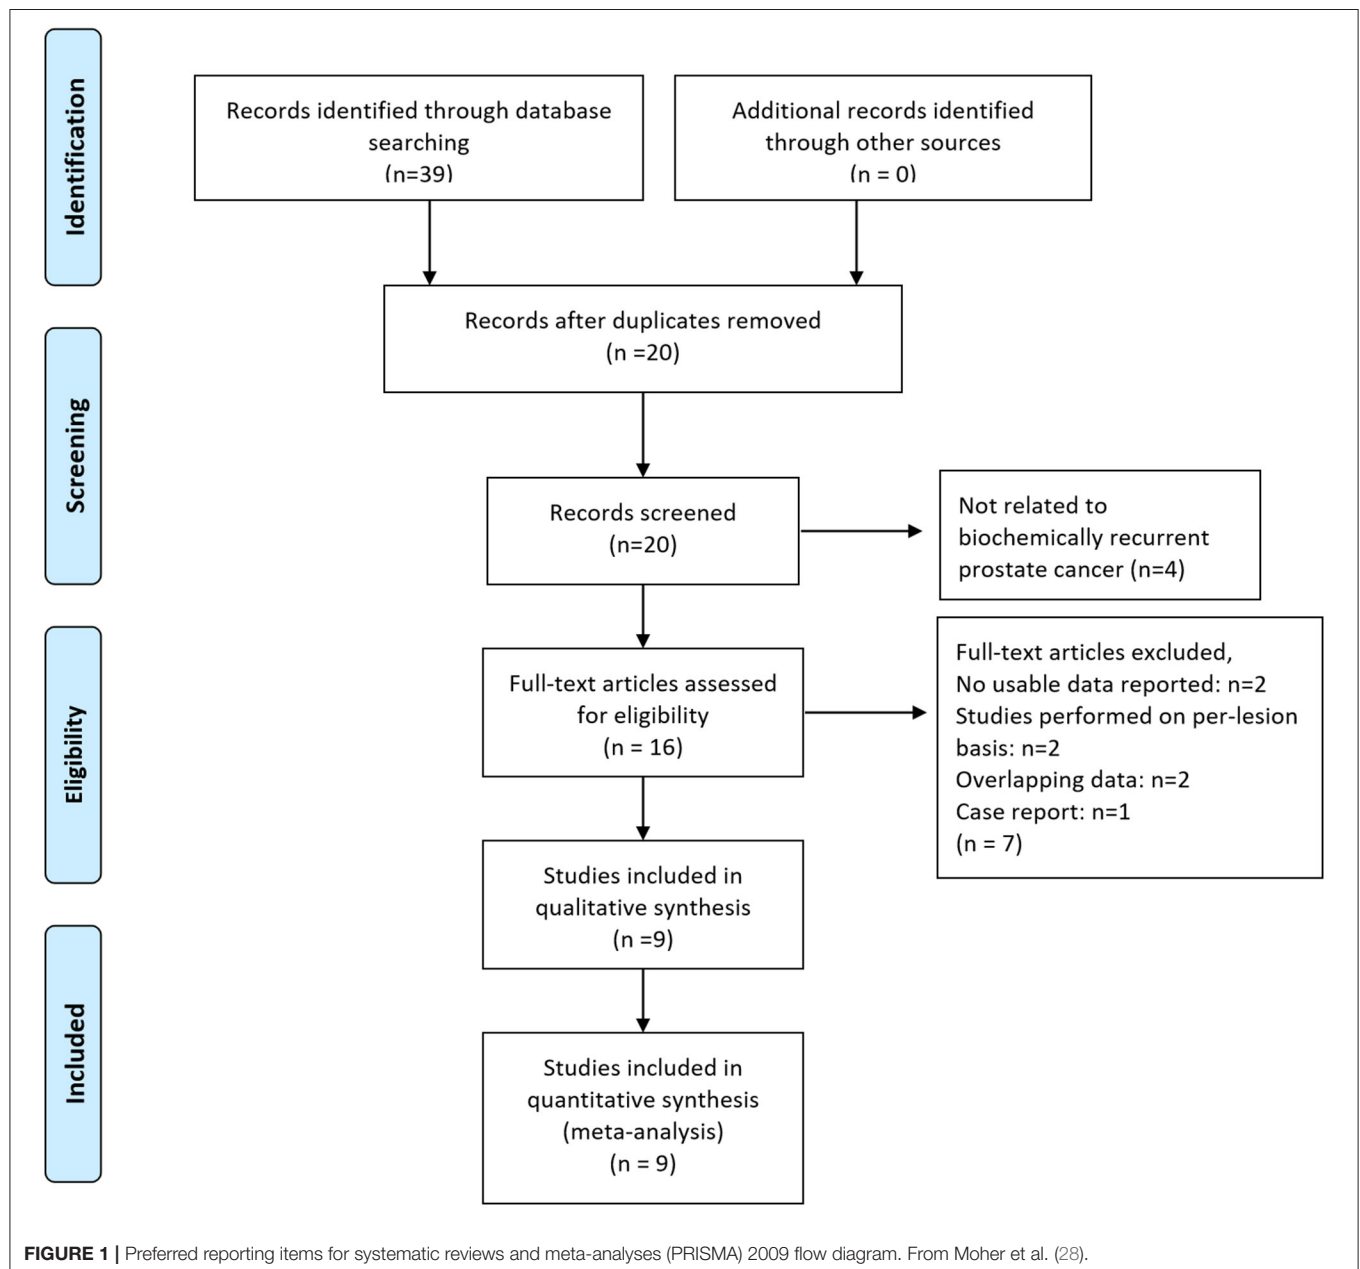 Identification
Records identified through database
searching
(n=39)
Additional records identified
through other sources
(n = 0)
Records after duplicates removed
(n =20)
Screening
Records screened
(n=20)
Not related to
biochemically recurrent
prostate cancer (n=4)
Eligibility
Full-text articles assessed
for eligibility
(n = 16)
Full-text articles excluded,
No usable data reported: n=2
Studies performed on per-lesion
basis: n=2
Overlapping data: n=2
Case report: n=1
(n = 7)
Studies included in
qualitative synthesis
(n =9)
Included
Studies included in
quantitative synthesis
(meta-analysis)
(n = 9)
FIGURE 1 | Preferred reporting items for systematic reviews and meta-analyses (PRISMA) 2009 flow diagram. From Moher et al. (28).